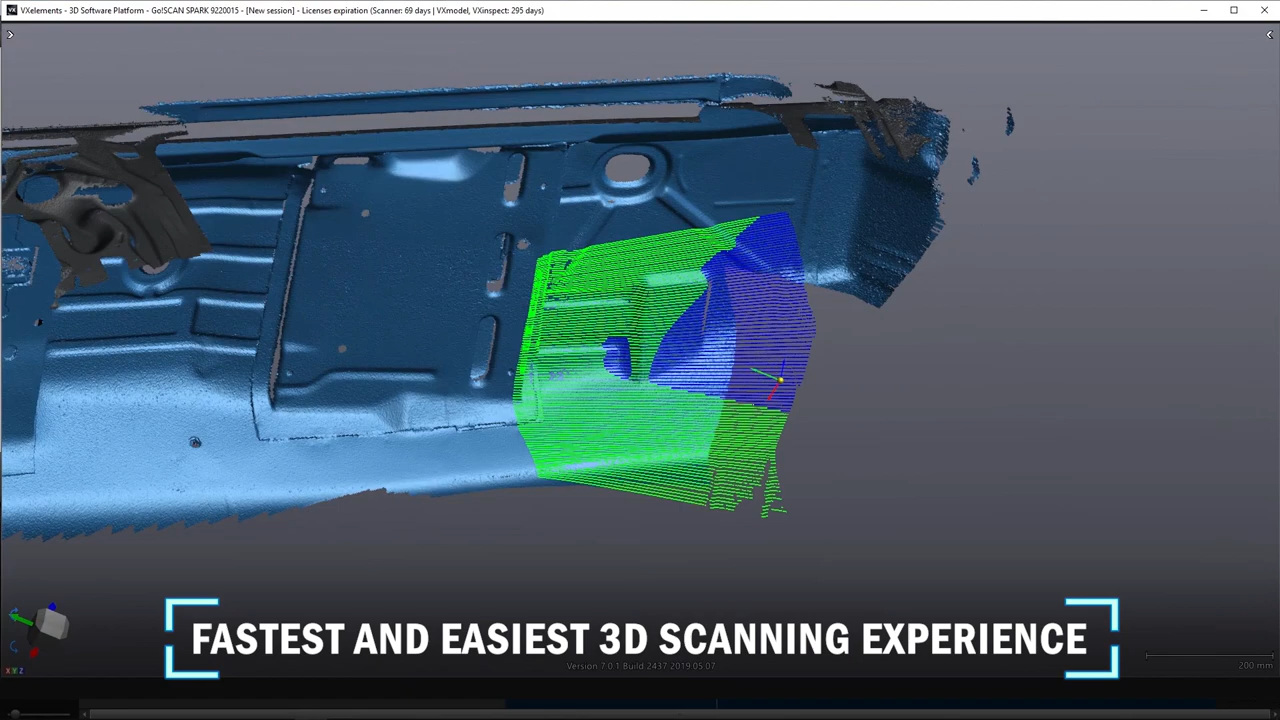 VX VXelements - 3D Software Platform - Go!SCAN SPARK 9220015 - [New session] - Licenses expiration (Scanner: 69 days | VXmodel, VXinspect: 295 days)
FASTEST AND EASIEST 3D SCANNING EXPERIENCE
Version 7.0.1 Build 2437 2019.05.07
200 mm
X Y Z